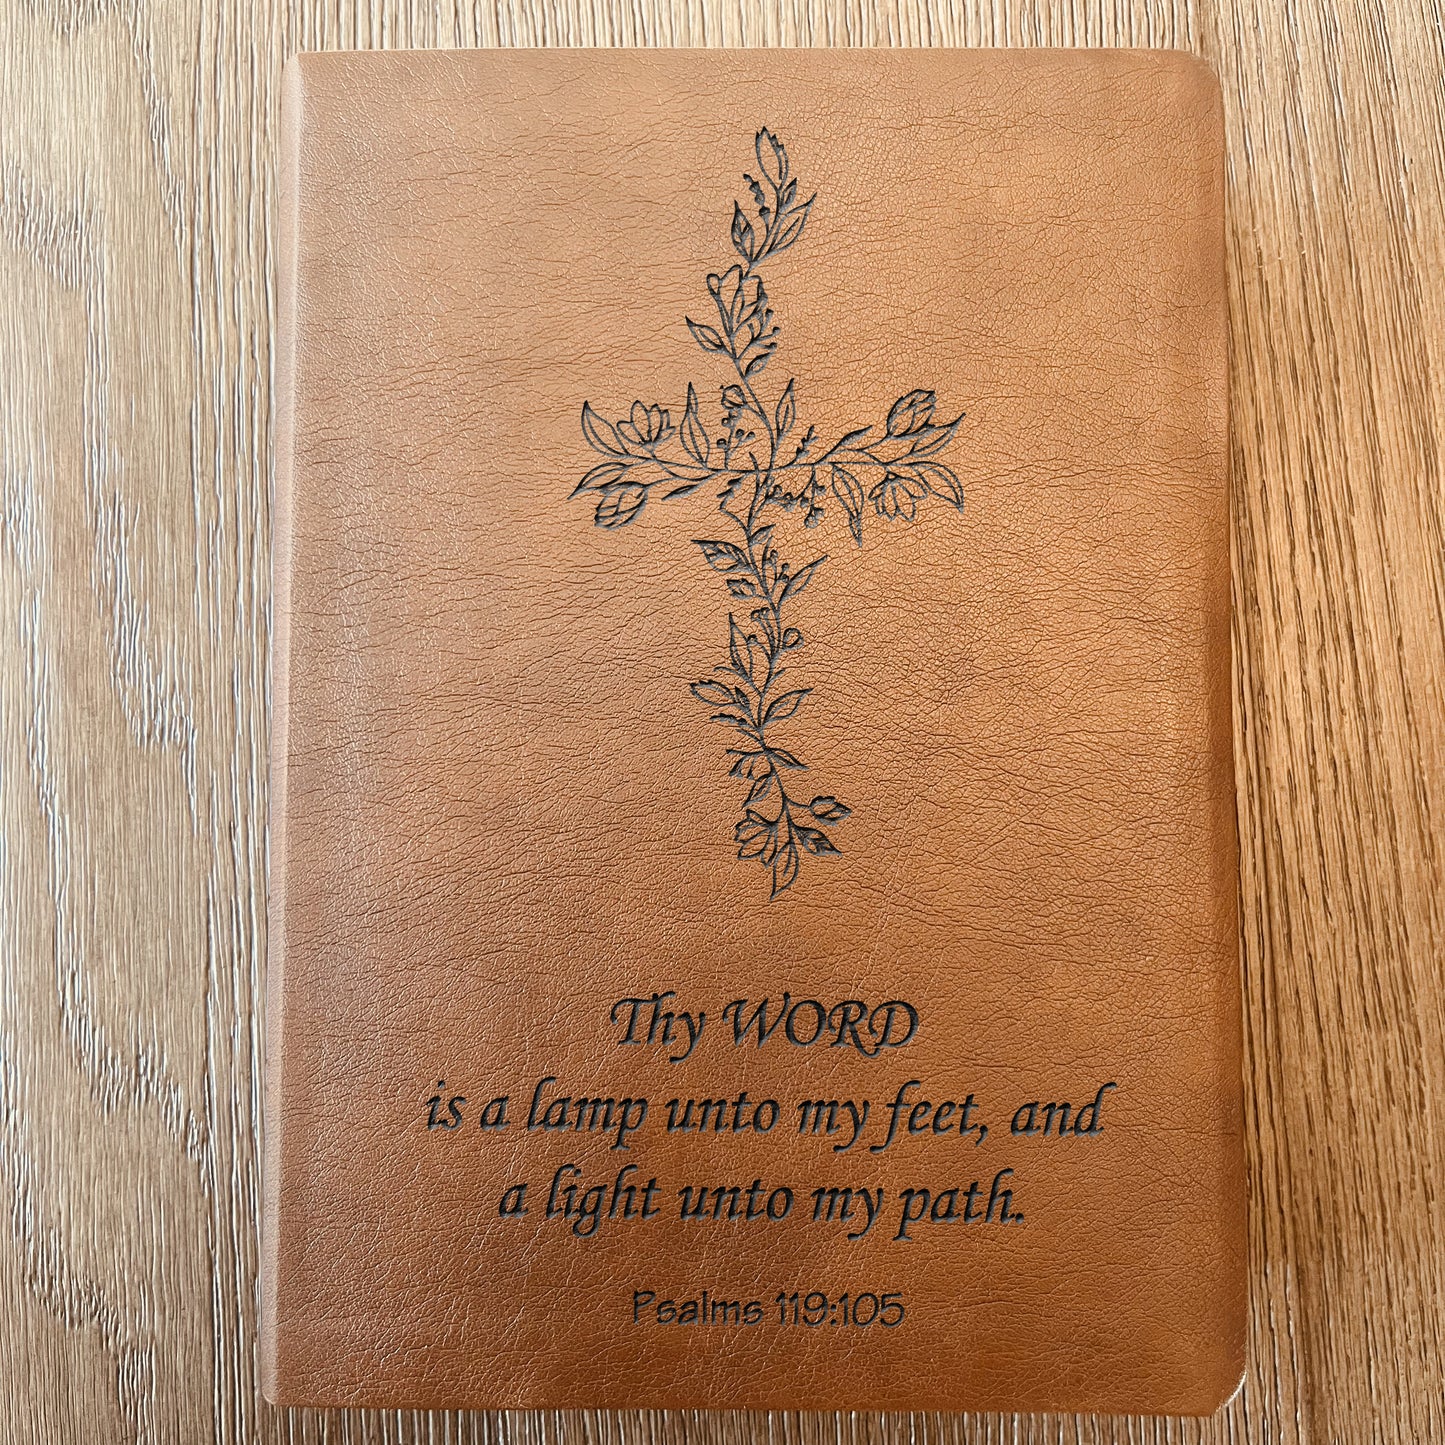 Thy WORD
is a lamp unto my feet, and
a light unto my path.
Psalms 119:105